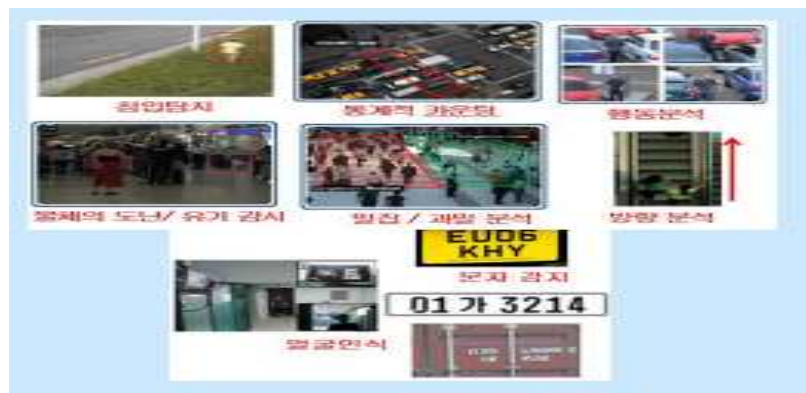 침입탐지
통계적 카운팅
행동분석
물체의 도난/ 유기 감시
밀집 / 과밀 분석
방향 분석
EU06
KHY
문자 감지
01가 3214
얼굴인식